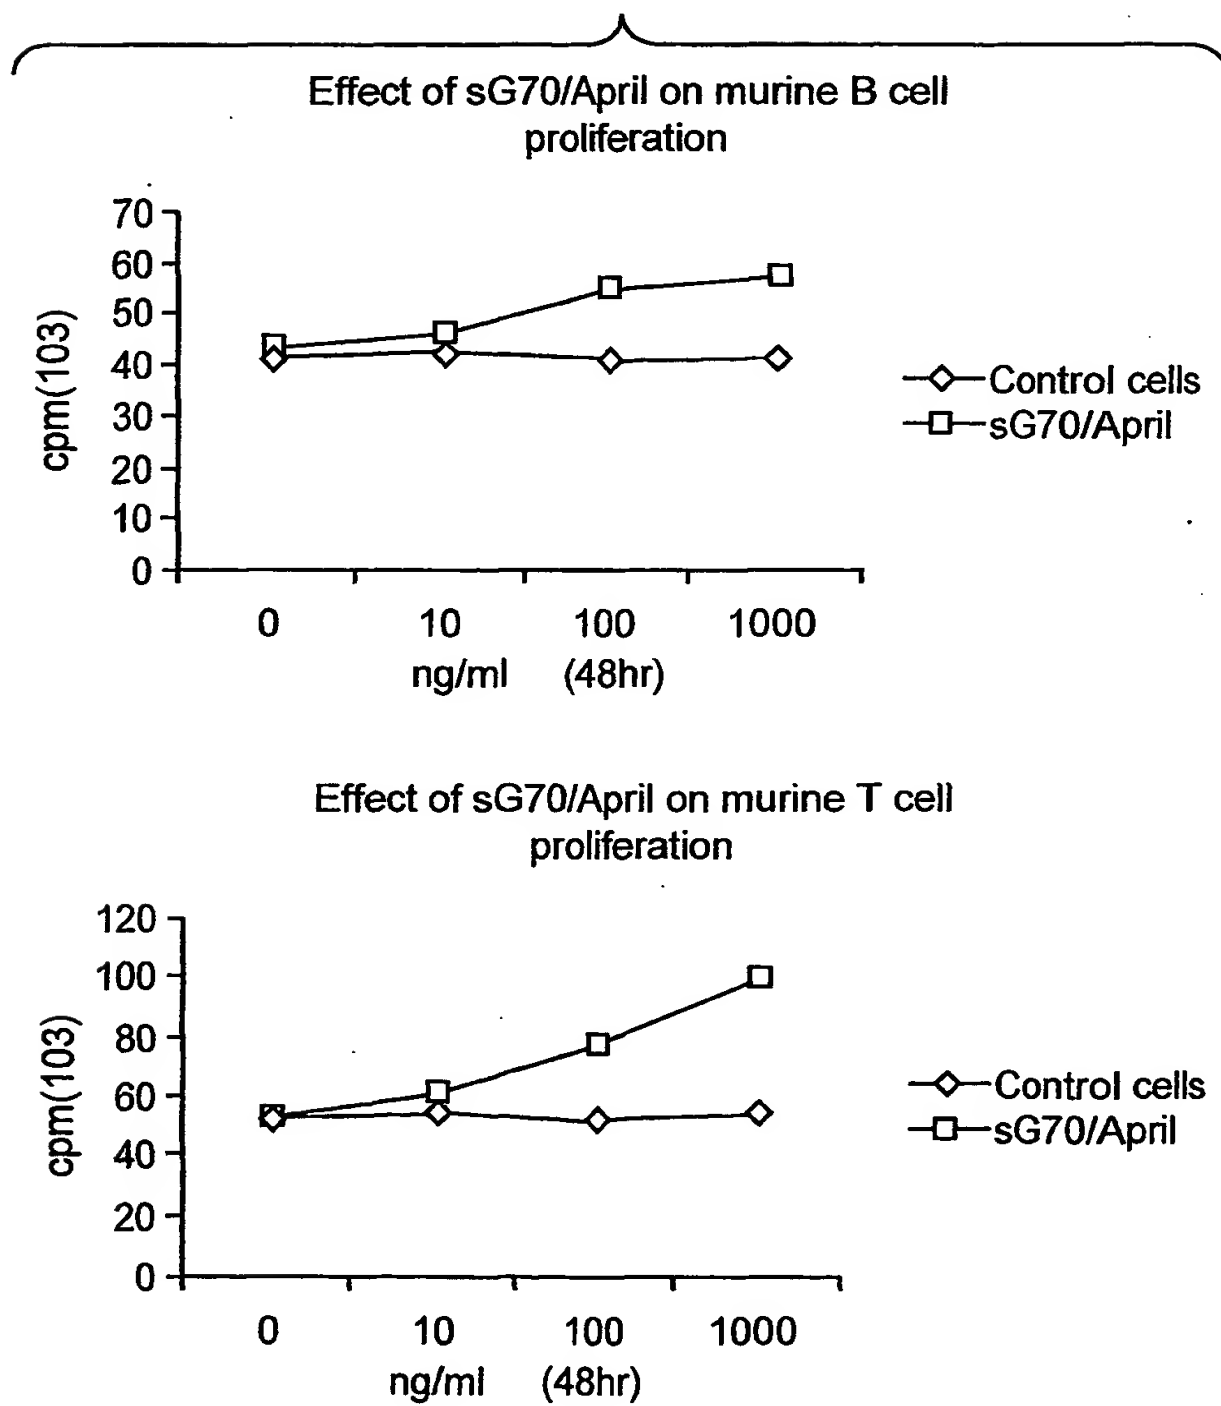 Effect of sG70/April on murine B cell
proliferation
70
60
50
40
30
20
10
0
cpm(103)
0 10 100 1000
ng/ml (48hr)
Control cells
sG70/April
Effect of sG70/April on murine T cell
proliferation
120
100
80
60
40
20
0
cpm(103)
0 10 100 1000
ng/ml (48hr)
Control cells
sG70/April